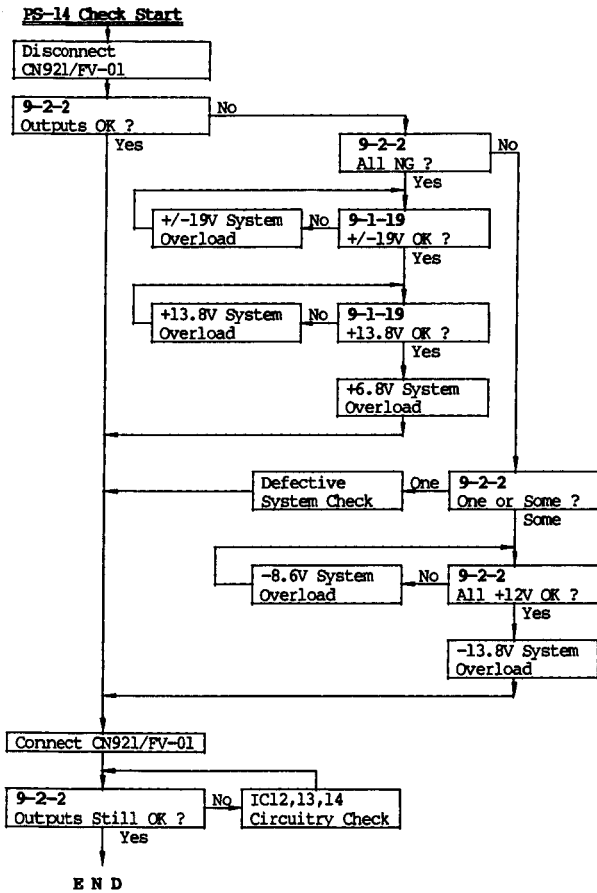 PS-14 Check Start
Disconnect
CN921/FV-01
9-2-2
Outputs OK ?
No
Yes
9-2-2
All NG ?
No
Yes
+/-19V System
Overload
No
9-1-19
+/-19V OK ?
Yes
+13.8V System
Overload
No
9-1-19
+13.8V OK ?
Yes
+6.8V System
Overload
Defective
System Check
One
9-2-2
One or Some ?
Some
-8.6V System
Overload
No
9-2-2
All +12V OK ?
Yes
-13.8V System
Overload
Connect CN921/FV-01
9-2-2
Outputs Still OK ?
No
IC12,13,14
Circuitry Check
Yes
E N D